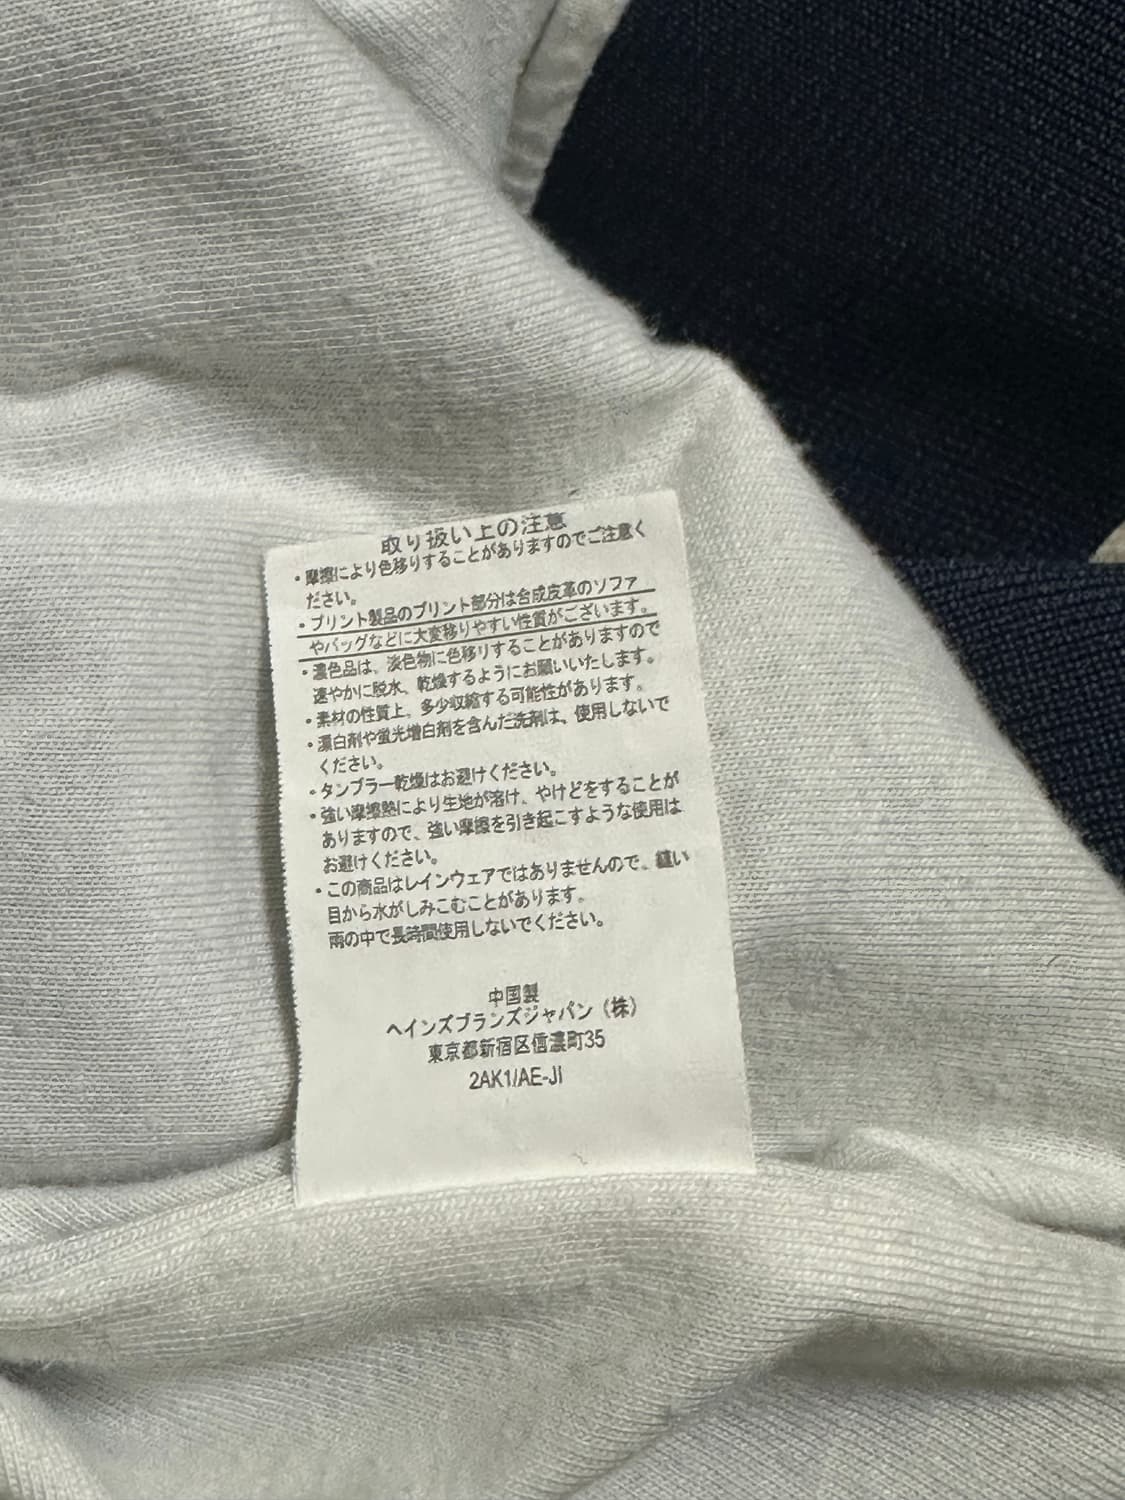 取り扱い上の注意
・摩擦により色移りすることがありますのでご注意く
ださい。
・プリント製品のプリント部分は合成皮革のソファ
やバッグなどに大変移りやすい性質がございます。
・濃色品は、淡色物に色移りすることがありますので
速やかに脱水、乾燥するようにお願いいたします。
・素材の性質上、多少収縮する可能性があります。
・漂白剤や蛍光増白剤を含んだ洗剤は、使用しないで
ください。
・タンブラー乾燥はお避けください。
・強い摩擦熱により生地が溶け、やけどをすることが
ありますので、強い摩擦を引き起こすような使用は
お避けください。
・この商品はレインウェアではありませんので、縫い
目から水がしみこむことがあります。
雨の中で長時間使用しないでください。
中国製
ヘインズブランズジャパン（株）
東京都新宿区信濃町35
2AK1/AE-JI